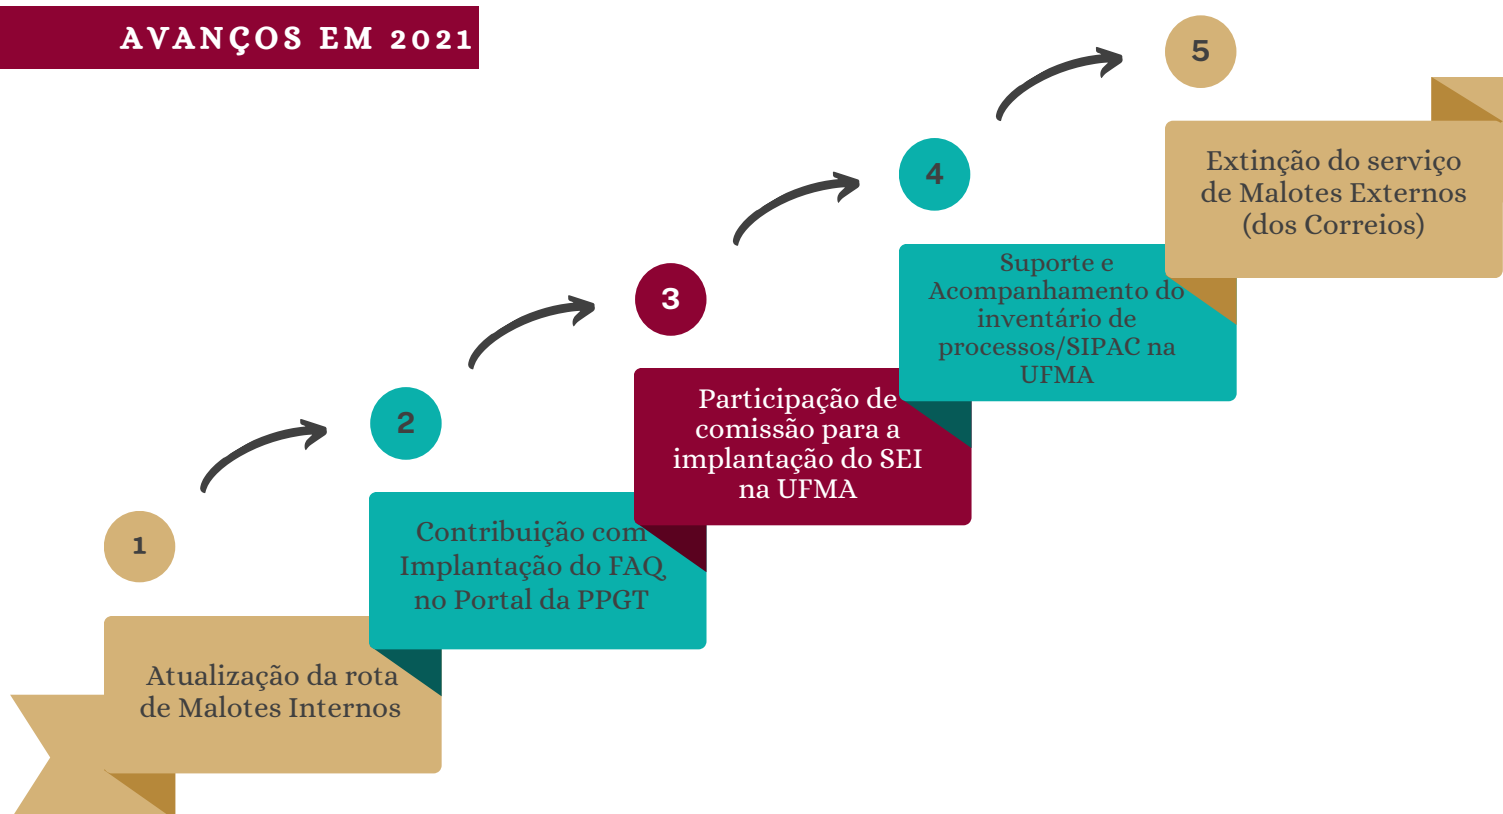 AVANÇOS EM 2021
1
Atualização da rota
de Malotes Internos
2
Contribuição com
Implantação do FAQ
no Portal da PPGT
3
Participação de
comissão para a
implantação do SEI
na UFMA
4
Suporte e
Acompanhamento do
inventário de
processos/SIPAC na
UFMA
5
Extinção do serviço
de Malotes Externos
(dos Correios)